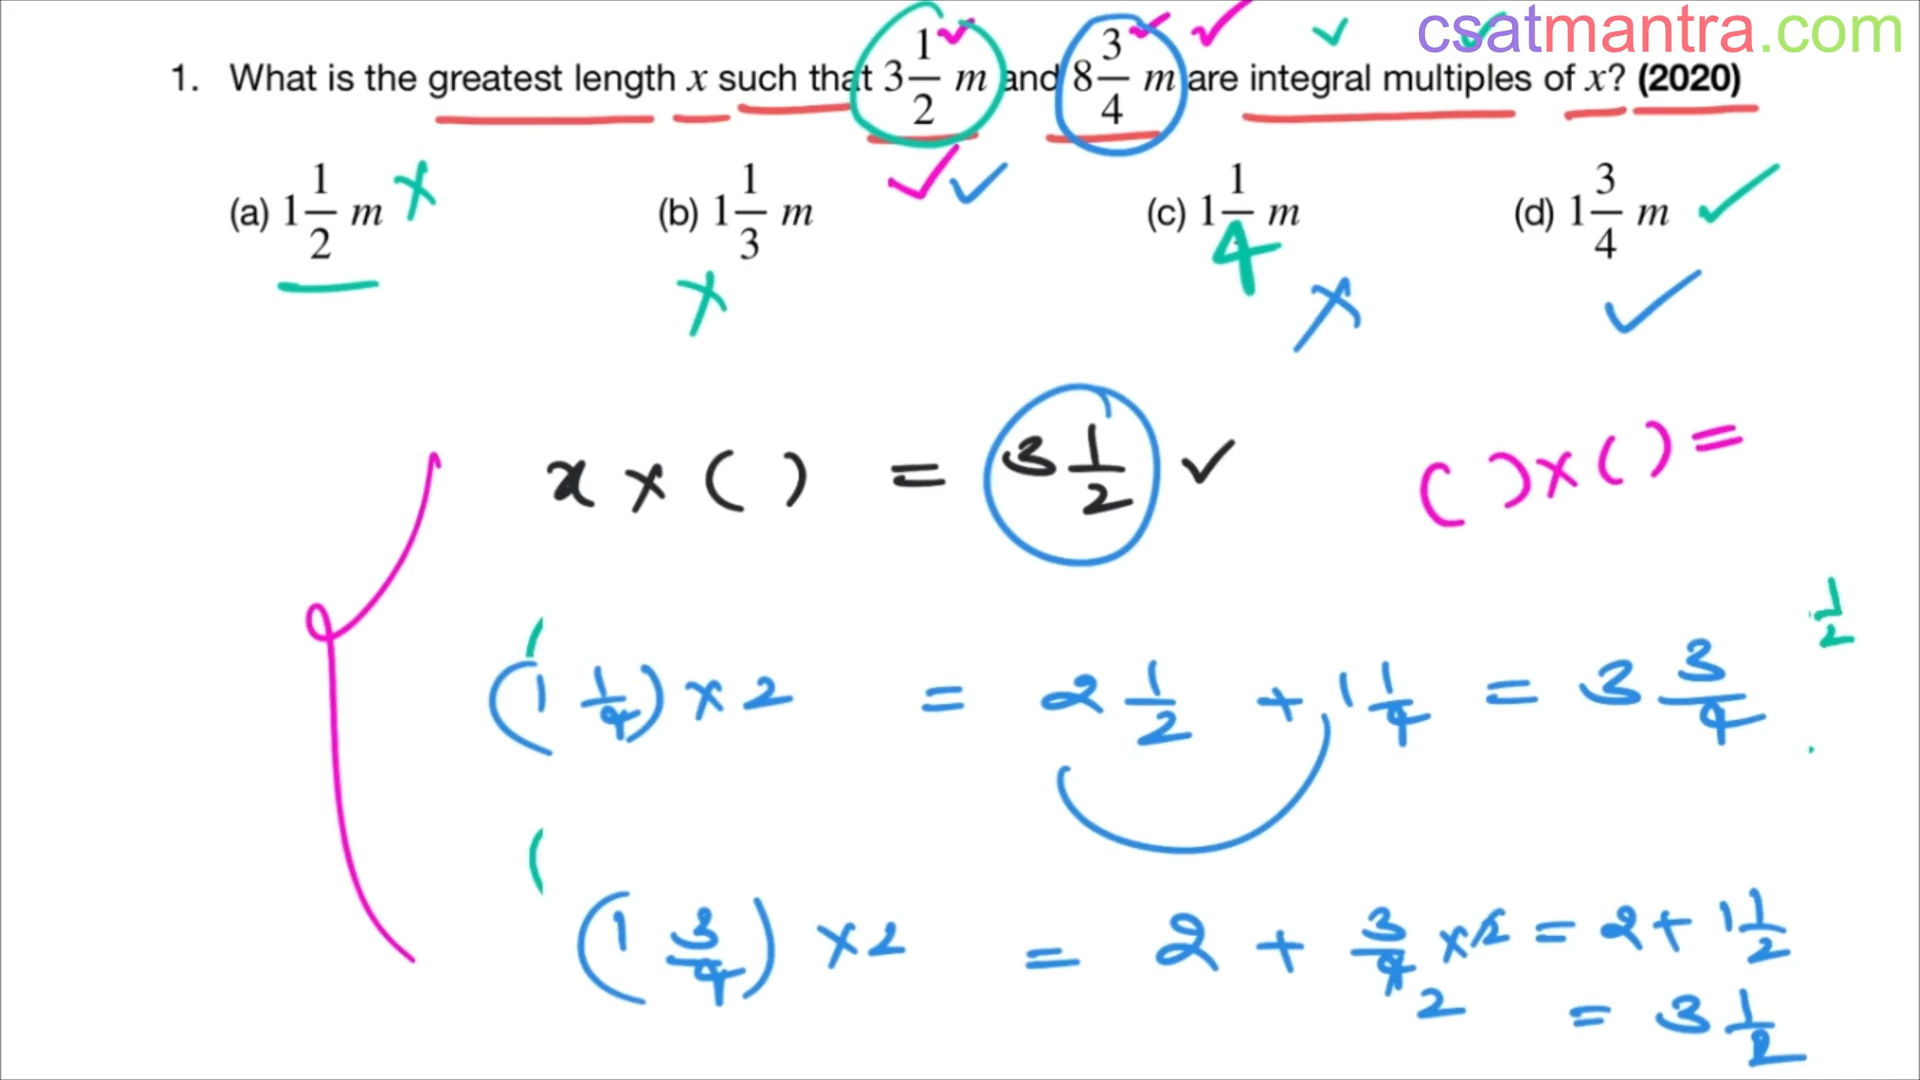 csatmantra.com
1. What is the greatest length x such that 3 1/2 m and 8 3/4 m are integral multiples of x? (2020)
(a) 1 1/2 m (b) 1 1/3 m (c) 1 1/4 m (d) 1 3/4 m
x × ( ) = 3 1/2 ( ) × ( ) =
1/2
(1 1/4) × 2 = 2 1/2 + 1 1/4 = 3 3/4
(1 3/4) × 2 = 2 + 3/4 × 2 = 2 + 1 1/2
2
= 3 1/2